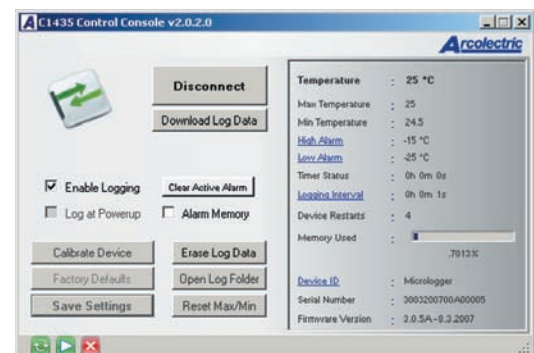 C1435 Control Console v2.0.2.0
Arcolectric
Disconnect
Download Log Data
Enable Logging
Clear Active Alarm
Log at Powerup
Alarm Memory
Calibrate Device
Erase Log Data
Factory Defaults
Open Log Folder
Save Settings
Reset Max/Min
Temperature : 25 °C
Max Temperature : 25
Min Temperature : 24.5
High Alarm : -15 °C
Low Alarm : -25 °C
Timer Status : 0h 0m 0s
Logging Interval : 0h 0m 1s
Device Restarts : 4
Memory Used :
.7013%
Device ID : Micrologger
Serial Number : 3003200700A00005
Firmware Version : 3.0.5A-8.3.2007